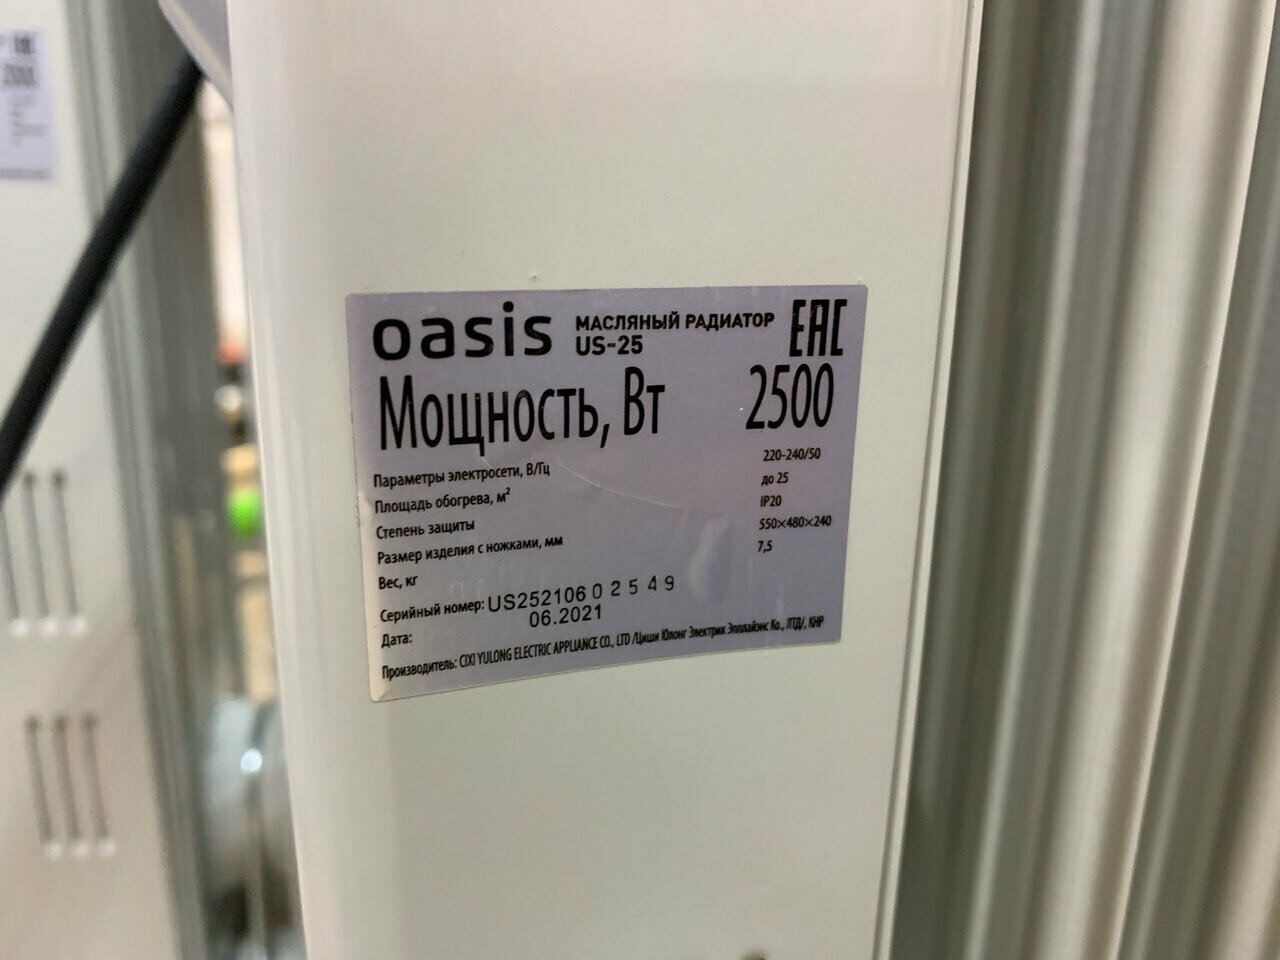 oasis МАСЛЯНЫЙ РАДИАТОР EAC
US-25
Мощность, Вт 2500
Параметры электросети, В/Гц 220-240/50
Площадь обогрева, м² до 25
Степень защиты IP20
Размер изделия с ножками, мм 550×480×240
Вес, кг 7,5
Серийный номер: US252106 0 2 5 4 9
Дата: 06.2021
Производитель: CIXI YULONG ELECTRIC APPLIANCE CO., LTD /Циши Юлонг Электрик Эпплайэнс Ко., ЛТД/, КНР